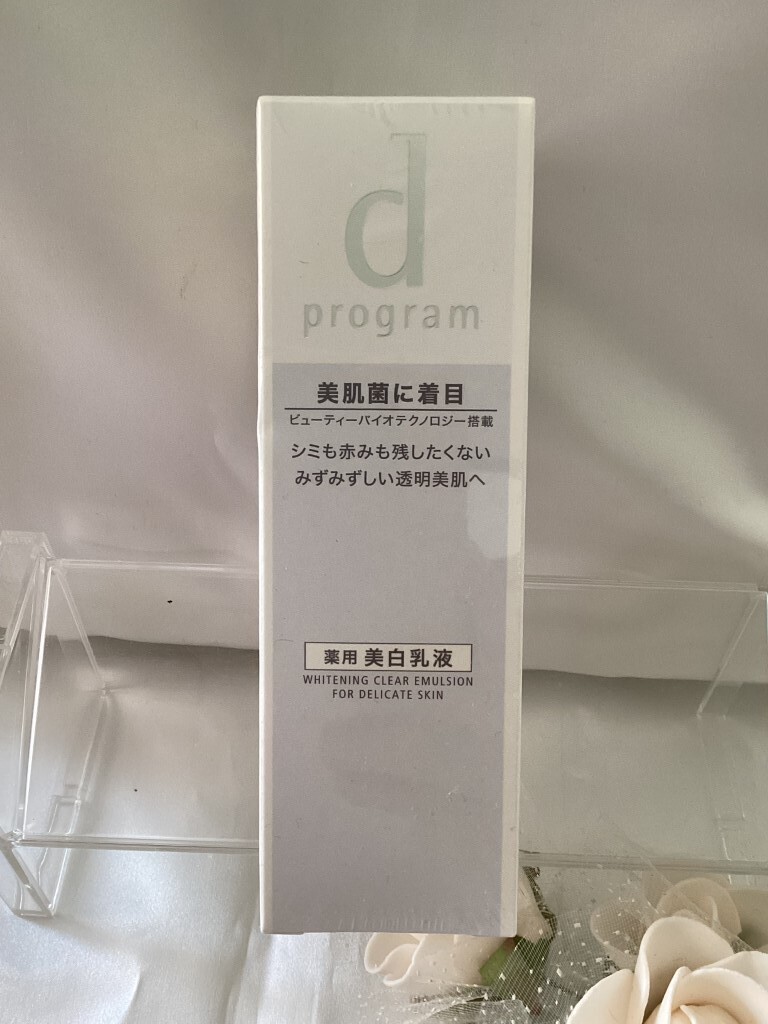 d
program
美肌菌に着目
ビューティーバイオテクノロジー搭載
シミも赤みも残したくない
みずみずしい透明美肌へ
薬用 美白乳液
WHITENING CLEAR EMULSION
FOR DELICATE SKIN